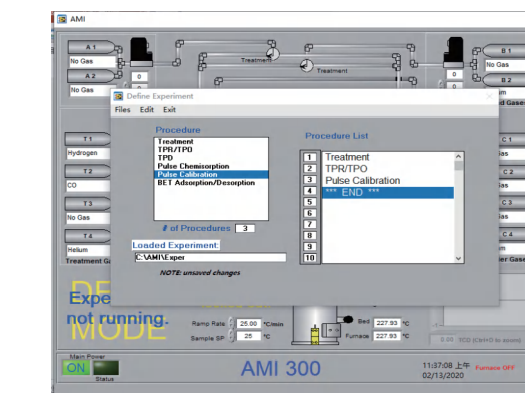 AMI
A 1
No Gas
A 2
No Gas
0
0
Treatment
Treatment
0
0
B 1
No Gas
B 2
Define Experiment
Files Edit Exit
Procedure
Treatment
TPR/TPO
TPD
Pulse Chemisorption
Pulse Calibration
BET Adsorption/Desorption
# of Procedures 3
Loaded Experiment:
C:\AMI\Exper
NOTE: unsaved changes
Procedure List
1 Treatment
2 TPR/TPO
3 Pulse Calibration
4 *** END ***
5
6
7
8
9
10
T 1
Hydrogen
T 2
CO
T 3
No Gas
T 4
Helium
Treatment Ga
C 1
C 2
C 3
C 4
DEMO
MODE
Expe
not running.
Ramp Rate 25.00 °C/min
Sample SP 25 °C
Bed 227.93 °C
Furnace 227.93 °C
0.00
Main Power
ON
Status
AMI 300
11:37:08 上午
02/13/2020
Furnace OFF